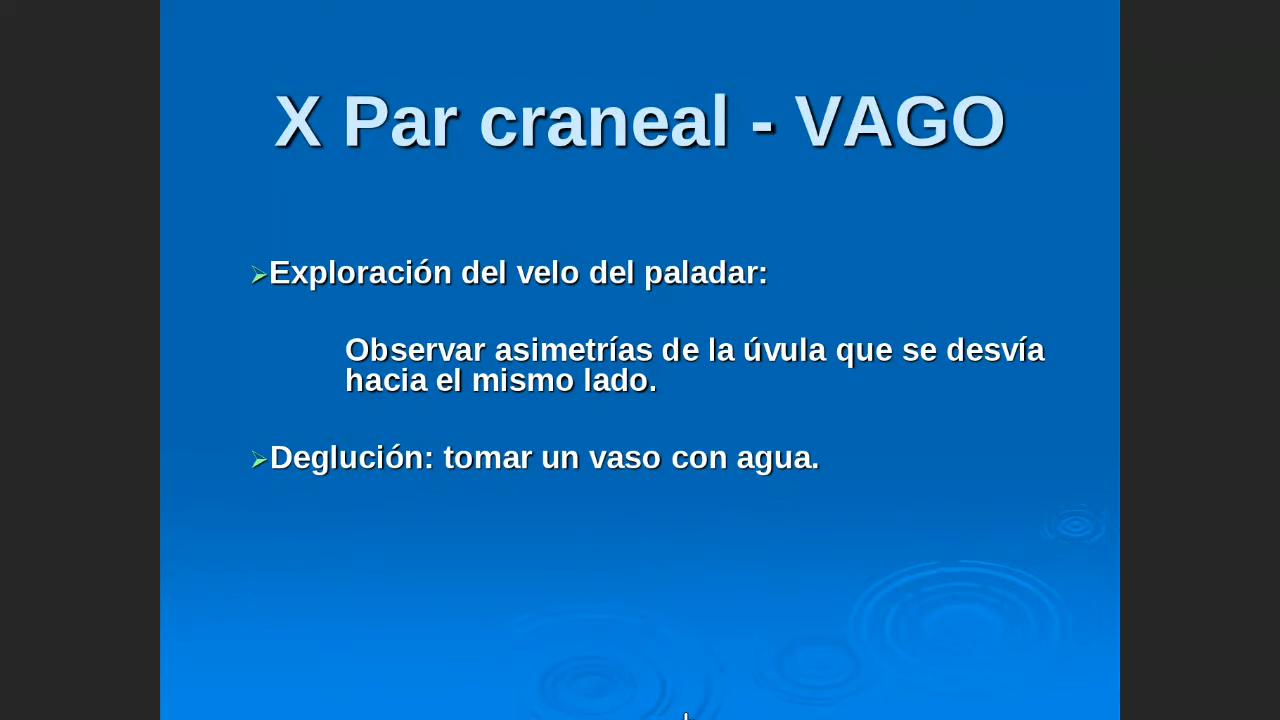 X Par craneal - VAGO
Exploración del velo del paladar:
Observar asimetrías de la úvula que se desvía
hacia el mismo lado.
Deglución: tomar un vaso con agua.